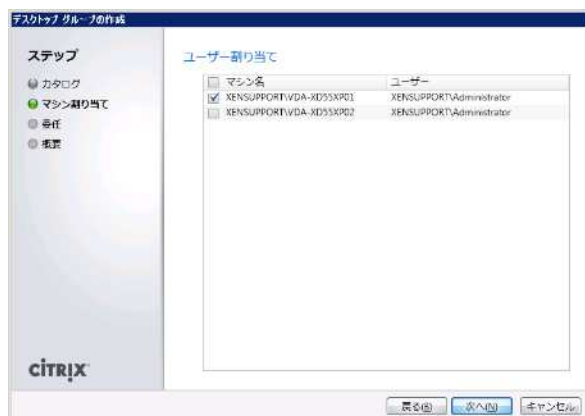 デスクトップ グループの作成
ステップ
カタログ
マシン割り当て
委任
概要
ユーザー割り当て
マシン名 ユーザー
XENSUPPORT\VDA-XD55XP01 XENSUPPORT\Administrator
XENSUPPORT\VDA-XD55XP02 XENSUPPORT\Administrator
CİTRIX
戻る(B) 次へ(N) キャンセル